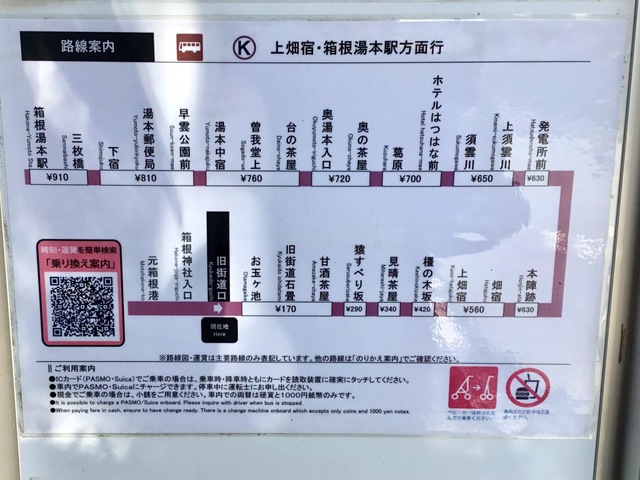 路線案内
K 上畑宿・箱根湯本駅方面行
箱根湯本駅
三枚橋
下宿
湯本郵便局
早雲公園前
湯本中宿
曽我堂上
台の茶屋
奥湯本入口
奥の茶屋
葛原
ホテルはつはな前
須雲川
上須雲川
発電所前
¥910 ¥810 ¥760 ¥720 ¥700 ¥650 ¥630
時刻・運賃を簡単検索
「乗り換え案内」
元箱根港
箱根神社入口
旧街道口
お玉ヶ池
旧街道石畳
甘酒茶屋
猿すべり坂
見晴茶屋
橿の木坂
上畑宿
畑宿
本陣跡
¥170 ¥290 ¥340 ¥420 ¥560 ¥630
現在地
Here
※路線図・運賃は主要路線のみ表記しています。他の路線は「のりかえ案内」でご確認ください。
ご利用案内
●ICカード(PASMO・Suica)でご乗車の場合は、乗車時・降車時ともにカードを読取装置に確実にタッチしてください。
●車内でPASMO・Suicaにチャージできます。停車中に運転士にお申し出ください。
●現金でご乗車の場合は、小銭をご用意ください。車内での両替は硬貨と1000円紙幣のみです。
●It is possible to charge a PASMO/Suica onboard. Please inquire with driver when bus is stopped.
●When paying fare in cash, ensure to have change ready. There is a change machine onboard which accepts only coins and 1000 yen notes.